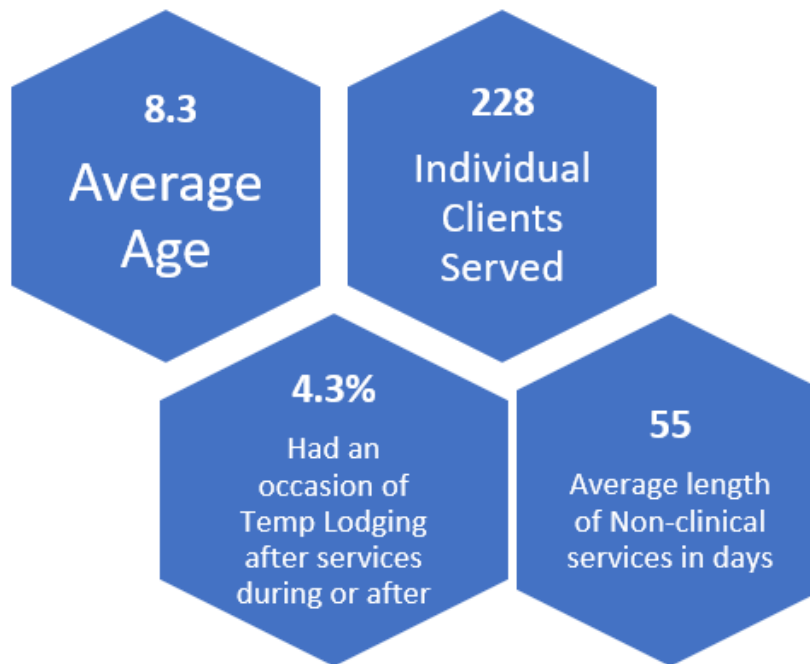 8.3
Average
Age
228
Individual
Clients
Served
4.3%
Had an
occasion of
Temp Lodging
after services
during or after
55
Average length
of Non-clinical
services in days